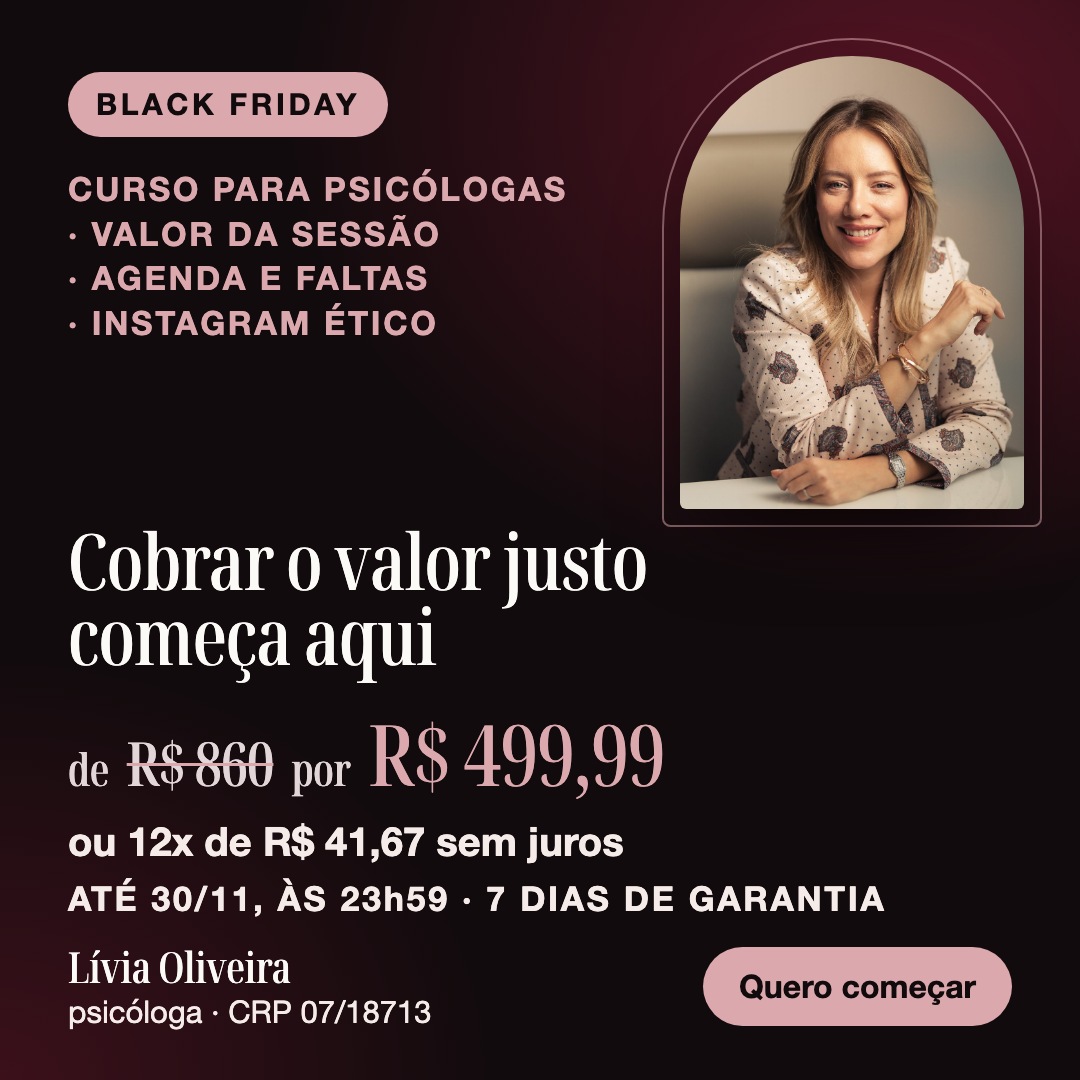 BLACK FRIDAY
CURSO PARA PSICÓLOGAS
· VALOR DA SESSÃO
· AGENDA E FALTAS
· INSTAGRAM ÉTICO
Cobrar o valor justo
começa aqui
de R$ 860 por R$ 499,99
ou 12x de R$ 41,67 sem juros
ATÉ 30/11, ÀS 23h59 · 7 DIAS DE GARANTIA
Lívia Oliveira
psicóloga · CRP 07/18713
Quero começar